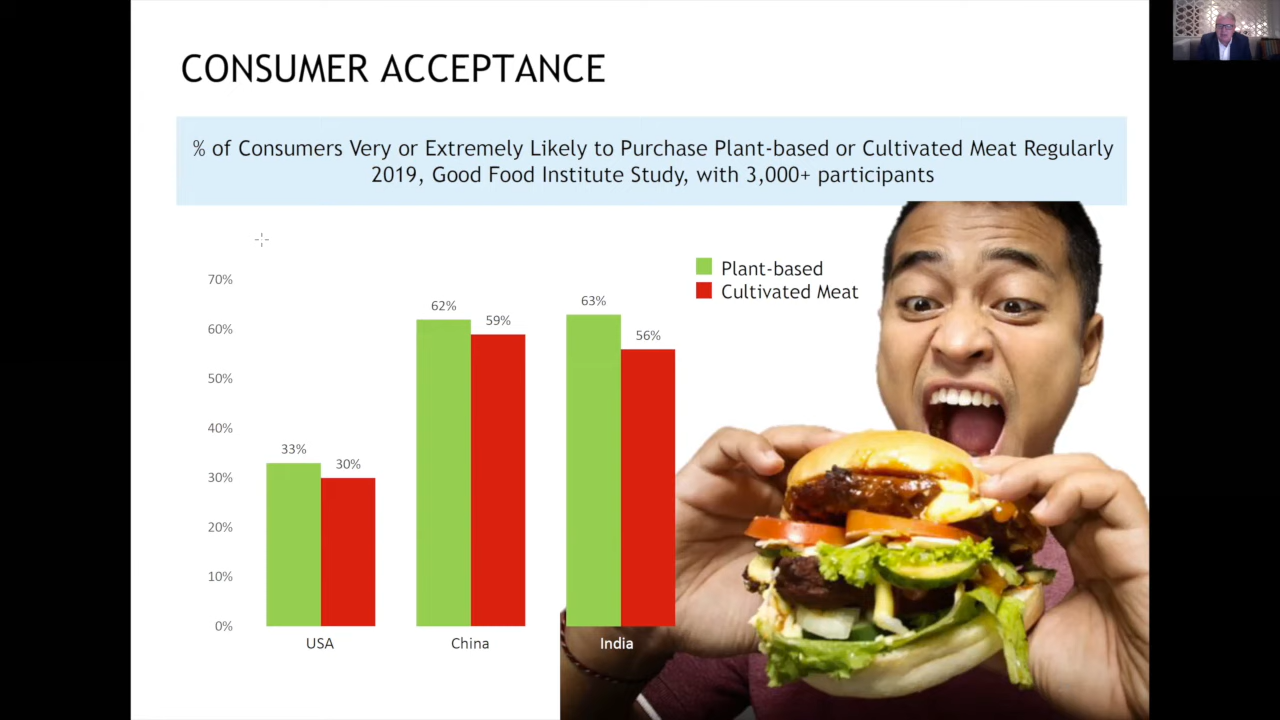 CONSUMER ACCEPTANCE
% of Consumers Very or Extremely Likely to Purchase Plant-based or Cultivated Meat Regularly
2019, Good Food Institute Study, with 3,000+ participants
Plant-based
Cultivated Meat
70%
60%
50%
40%
30%
20%
10%
0%
33%
30%
62%
59%
63%
56%
USA
China
India